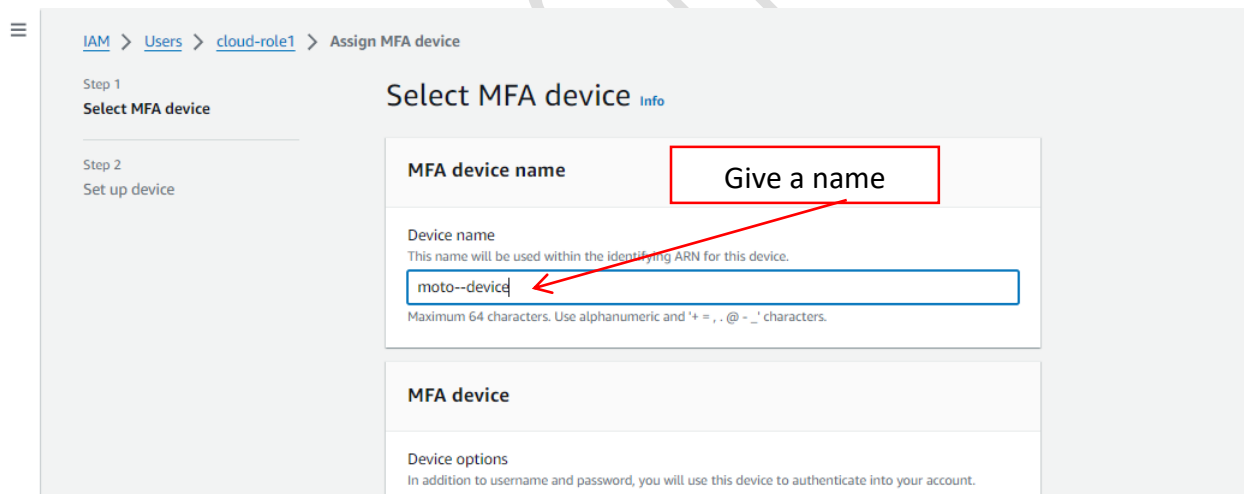 IAM > Users > cloud-role1 > Assign MFA device
Step 1
Select MFA device
Step 2
Set up device
Select MFA device Info
MFA device name
Give a name
Device name
This name will be used within the identifying ARN for this device.
moto--device
Maximum 64 characters. Use alphanumeric and '+ = , . @ - _' characters.
MFA device
Device options
In addition to username and password, you will use this device to authenticate into your account.